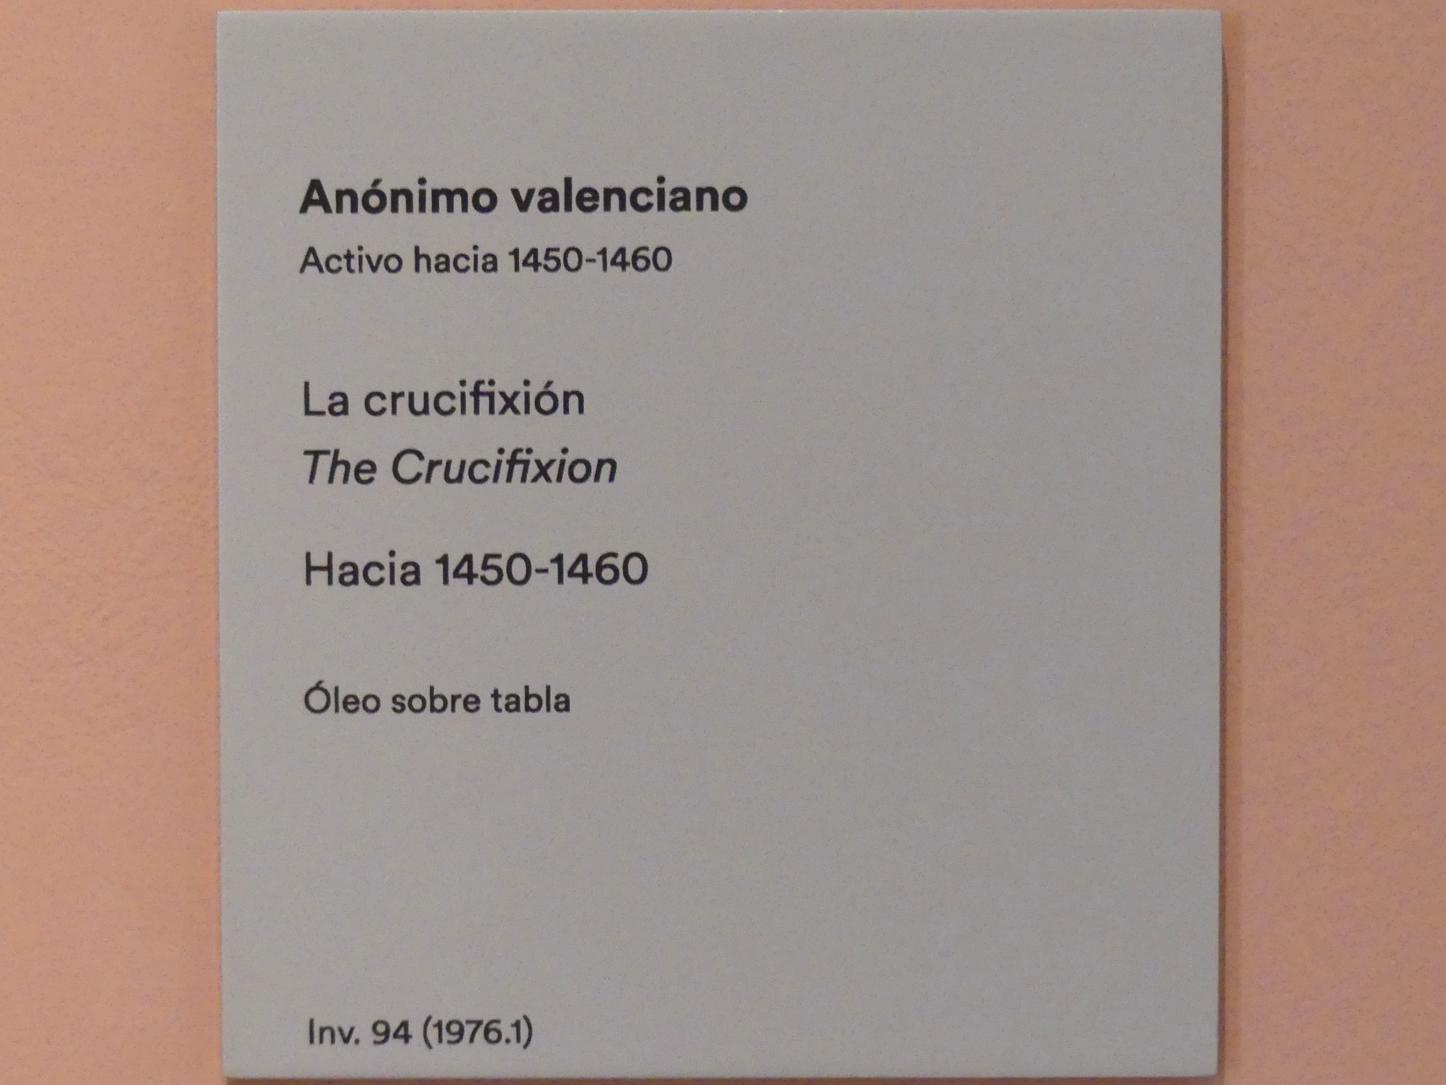 Anónimo valenciano
Activo hacia 1450-1460
La crucifixión
The Crucifixion
Hacia 1450-1460
Óleo sobre tabla
Inv. 94 (1976.1)